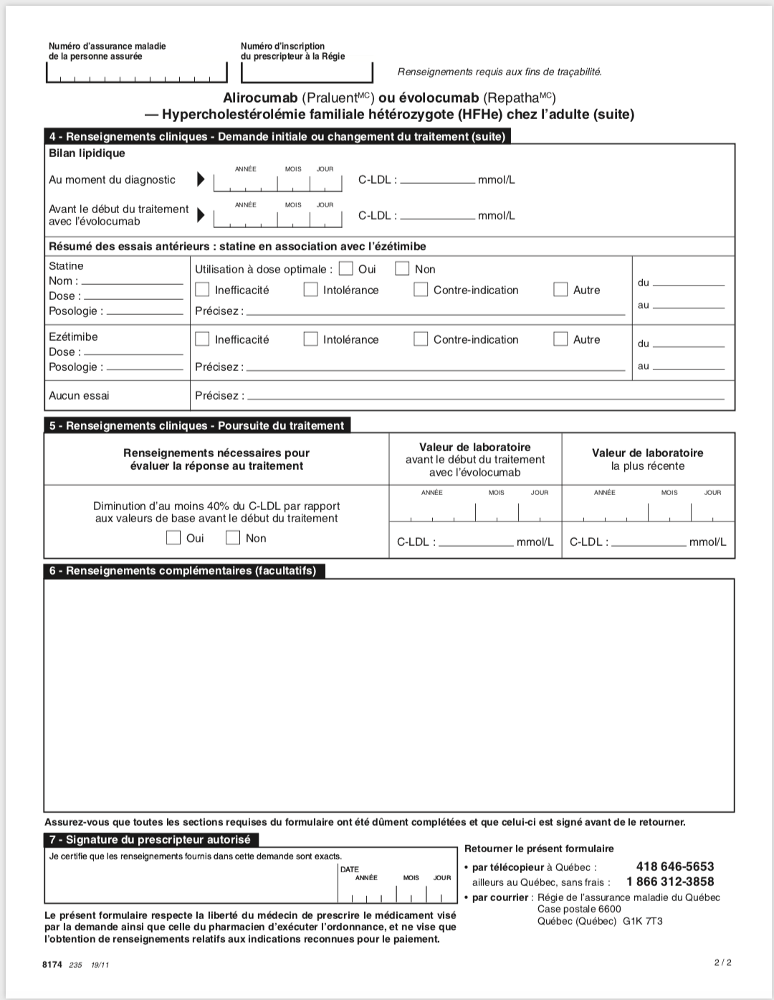 Numéro d'assurance maladie
de la personne assurée
Numéro d'inscription
du prescripteur à la Régie
Renseignements requis aux fins de traçabilité.
Alirocumab (PraluentMC) ou évolocumab (RepathaMC)
— Hypercholestérolémie familiale hétérozygote (HFHe) chez l'adulte (suite)
4 - Renseignements cliniques - Demande initiale ou changement du traitement (suite)
Bilan lipidique
ANNÉE MOIS JOUR
Au moment du diagnostic C-LDL : mmol/L
ANNÉE MOIS JOUR
Avant le début du traitement
avec l'évolocumab
C-LDL : mmol/L
Résumé des essais antérieurs : statine en association avec l'ézétimibe
Statine
Nom :
Dose :
Posologie :
Utilisation à dose optimale : Oui Non
Inefficacité Intolérance Contre-indication Autre
Précisez :
du
au
Ezétimibe
Dose :
Posologie :
Inefficacité Intolérance Contre-indication Autre
Précisez :
du
au
Aucun essai
Précisez :
5 - Renseignements cliniques - Poursuite du traitement
Renseignements nécessaires pour
évaluer la réponse au traitement
Valeur de laboratoire
avant le début du traitement
avec l'évolocumab
Valeur de laboratoire
la plus récente
Diminution d'au moins 40% du C-LDL par rapport
aux valeurs de base avant le début du traitement
Oui Non
ANNÉE MOIS JOUR
C-LDL : mmol/L
ANNÉE MOIS JOUR
C-LDL : mmol/L
6 - Renseignements complémentaires (facultatifs)
Assurez-vous que toutes les sections requises du formulaire ont été dûment complétées et que celui-ci est signé avant de le retourner.
7 - Signature du prescripteur autorisé
Je certifie que les renseignements fournis dans cette demande sont exacts.
DATE
ANNÉE MOIS JOUR
Le présent formulaire respecte la liberté du médecin de prescrire le médicament visé
par la demande ainsi que celle du pharmacien d'exécuter l'ordonnance, et ne vise que
l'obtention de renseignements relatifs aux indications reconnues pour le paiement.
Retourner le présent formulaire
• par télécopieur à Québec : 418 646-5653
ailleurs au Québec, sans frais : 1 866 312-3858
• par courrier : Régie de l'assurance maladie du Québec
Case postale 6600
Québec (Québec) G1K 7T3
8174 235 19/11
2 / 2